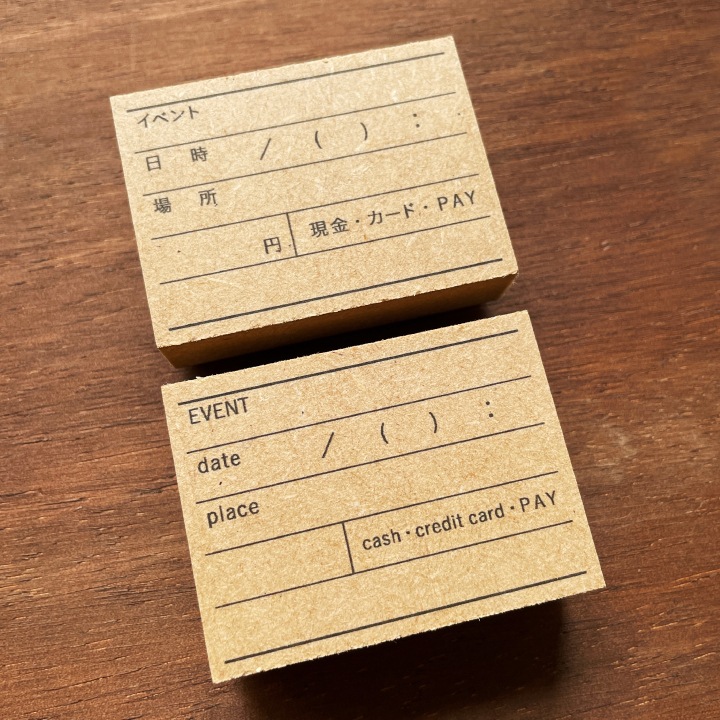 イベント
日 時 / ( ) :
場 所
円 現金・カード・PAY
EVENT
date / ( ) :
place
cash・credit card・PAY